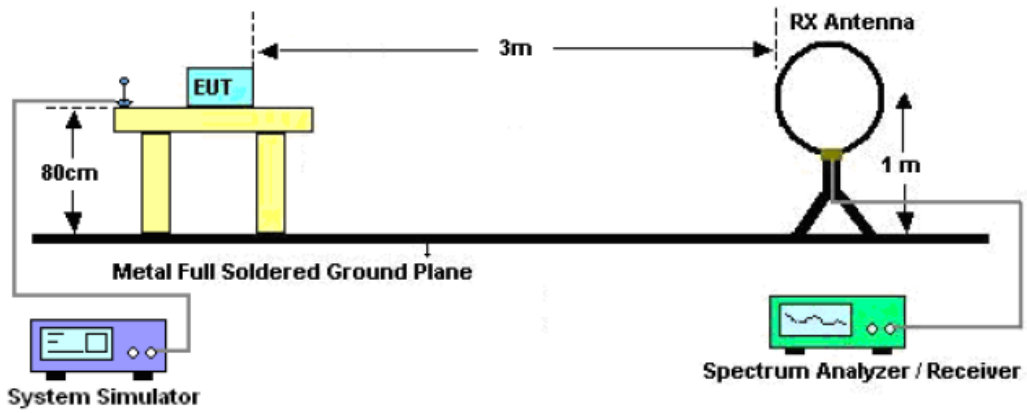 RX Antenna
3m
EUT
80cm
1 m
Metal Full Soldered Ground Plane
System Simulator
Spectrum Analyzer / Receiver